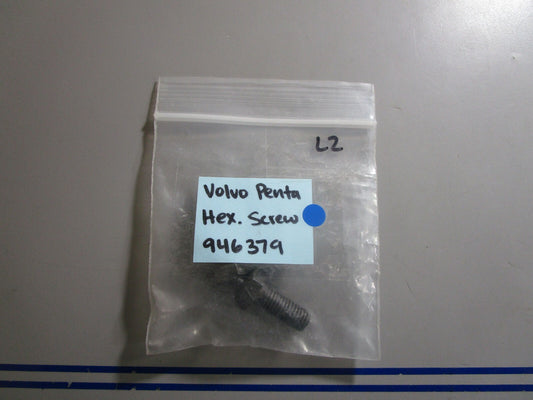 L2
Volvo Penta
Hex. Screw
946379